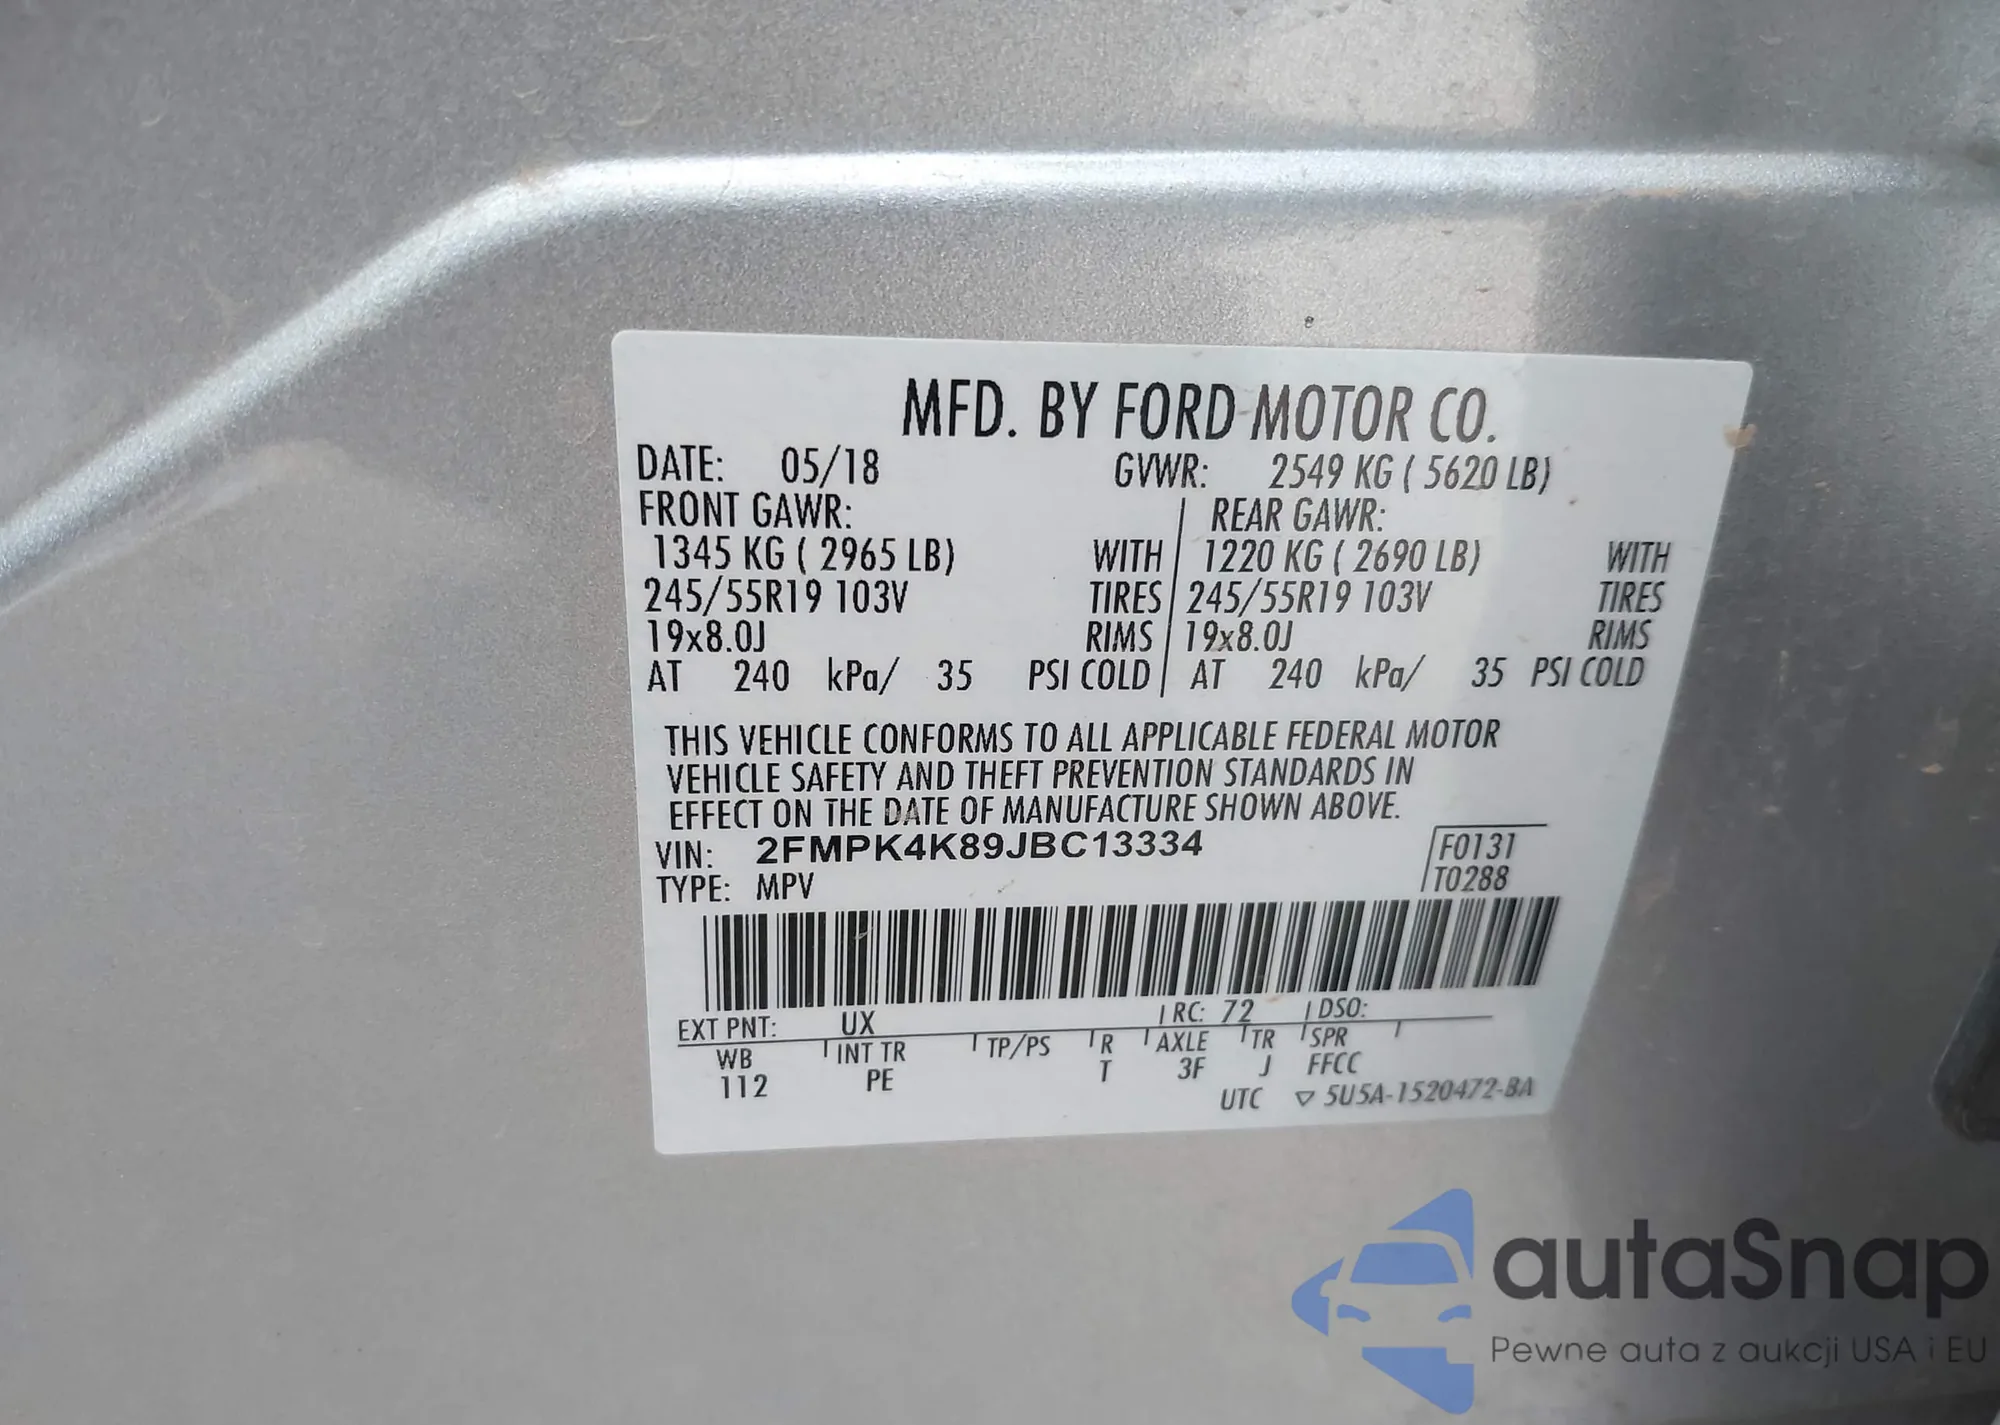 MFD. BY FORD MOTOR CO.
DATE: 05/18 GVWR: 2549 KG ( 5620 LB)
FRONT GAWR: REAR GAWR:
1345 KG ( 2965 LB) WITH 1220 KG ( 2690 LB) WITH
245/55R19 103V TIRES 245/55R19 103V TIRES
19x8.0J RIMS 19x8.0J RIMS
AT 240 kPa/ 35 PSI COLD AT 240 kPa/ 35 PSI COLD
THIS VEHICLE CONFORMS TO ALL APPLICABLE FEDERAL MOTOR
VEHICLE SAFETY AND THEFT PREVENTION STANDARDS IN
EFFECT ON THE DATE OF MANUFACTURE SHOWN ABOVE.
VIN: 2FMPK4K89JBC13334 F0131
TYPE: MPV T0288
EXT PNT: UX RC: 72 DSO:
WB INT TR TP/PS R AXLE TR SPR
112 PE T 3F J FFCC
UTC ▽ 5U5A-1520472-BA
autaSnap
Pewne auta z aukcji USA i EU